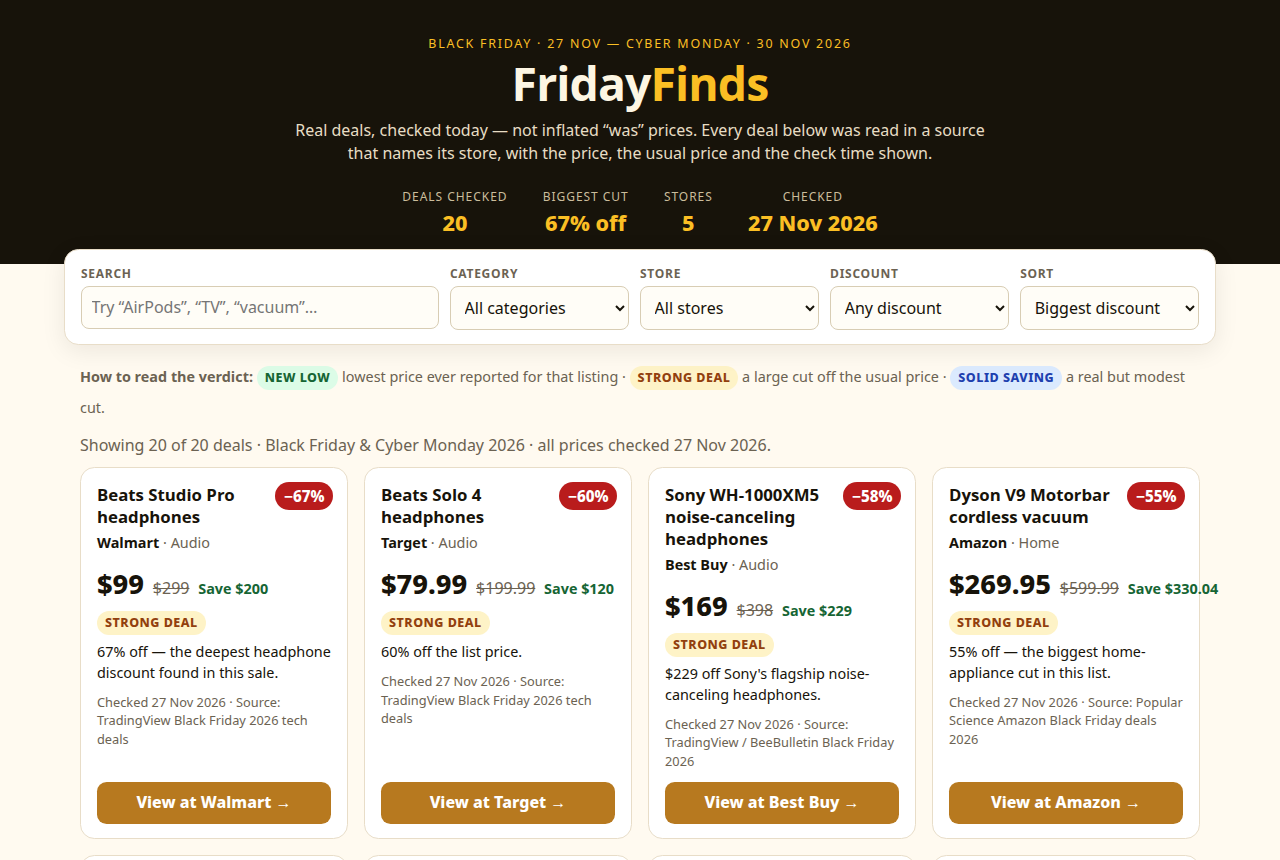 BLACK FRIDAY · 27 NOV — CYBER MONDAY · 30 NOV 2026
FridayFinds
Real deals, checked today — not inflated “was” prices. Every deal below was read in a source
that names its store, with the price, the usual price and the check time shown.
DEALS CHECKED
20
BIGGEST CUT
67% off
STORES
5
CHECKED
27 Nov 2026
SEARCH
Try “AirPods”, “TV”, “vacuum”…
CATEGORY
All categories
STORE
All stores
DISCOUNT
Any discount
SORT
Biggest discount
How to read the verdict: NEW LOW lowest price ever reported for that listing · STRONG DEAL a large cut off the usual price · SOLID SAVING a real but modest
cut.
Showing 20 of 20 deals · Black Friday & Cyber Monday 2026 · all prices checked 27 Nov 2026.
Beats Studio Pro
headphones
−67%
Walmart · Audio
$99 $299 Save $200
STRONG DEAL
67% off — the deepest headphone
discount found in this sale.
Checked 27 Nov 2026 · Source:
TradingView Black Friday 2026 tech
deals
View at Walmart →
Beats Solo 4
headphones
−60%
Target · Audio
$79.99 $199.99 Save $120
STRONG DEAL
60% off the list price.
Checked 27 Nov 2026 · Source:
TradingView Black Friday 2026 tech
deals
View at Target →
Sony WH-1000XM5
noise-canceling
headphones
−58%
Best Buy · Audio
$169 $398 Save $229
STRONG DEAL
$229 off Sony's flagship noise-
canceling headphones.
Checked 27 Nov 2026 · Source:
TradingView / BeeBulletin Black Friday
2026
View at Best Buy →
Dyson V9 Motorbar
cordless vacuum
−55%
Amazon · Home
$269.95 $599.99 Save $330.04
STRONG DEAL
55% off — the biggest home-
appliance cut in this list.
Checked 27 Nov 2026 · Source: Popular
Science Amazon Black Friday deals
2026
View at Amazon →